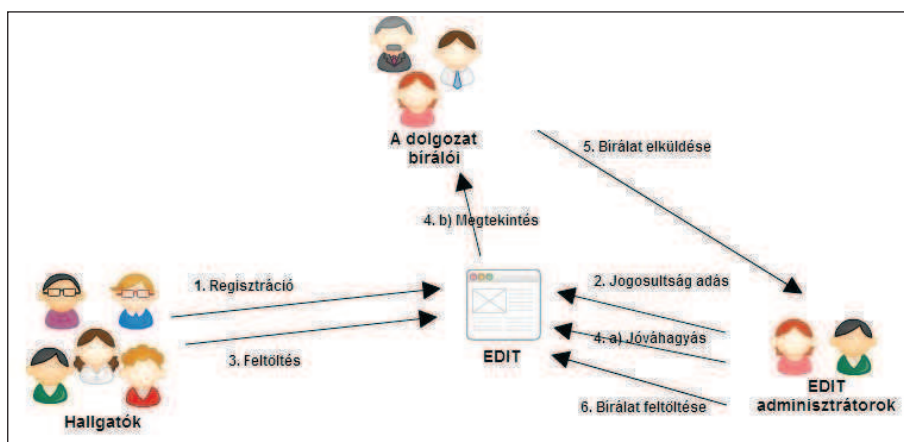 A dolgozat
bírálói
5. Bírálat elküldése
4. b) Megtekintés
1. Regisztráció
2. Jogosultság adás
3. Feltöltés
4. a) Jóváhagyás
EDIT
6. Bírálat feltöltése
EDIT
adminisztrátorok
Hallgatók